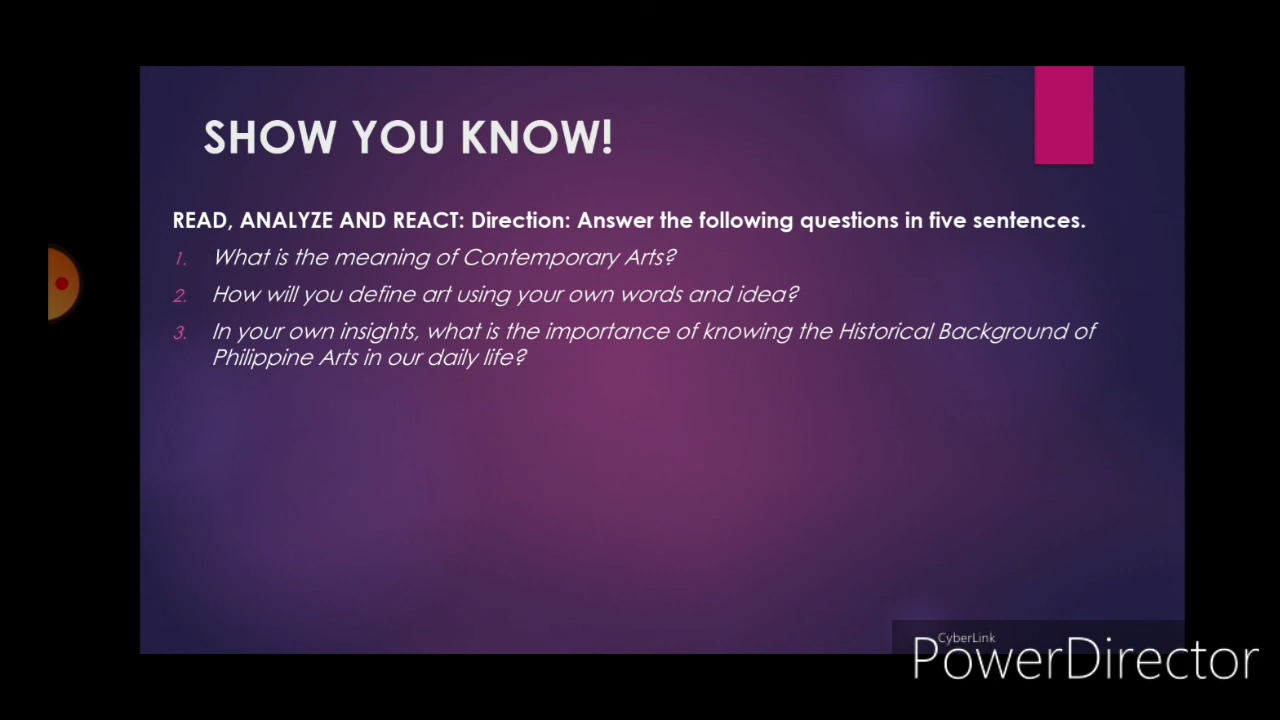 SHOW YOU KNOW!
READ, ANALYZE AND REACT: Direction: Answer the following questions in five sentences.
1. What is the meaning of Contemporary Arts?
2. How will you define art using your own words and idea?
3. In your own insights, what is the importance of knowing the Historical Background of
Philippine Arts in our daily life?
CyberLink
PowerDirector